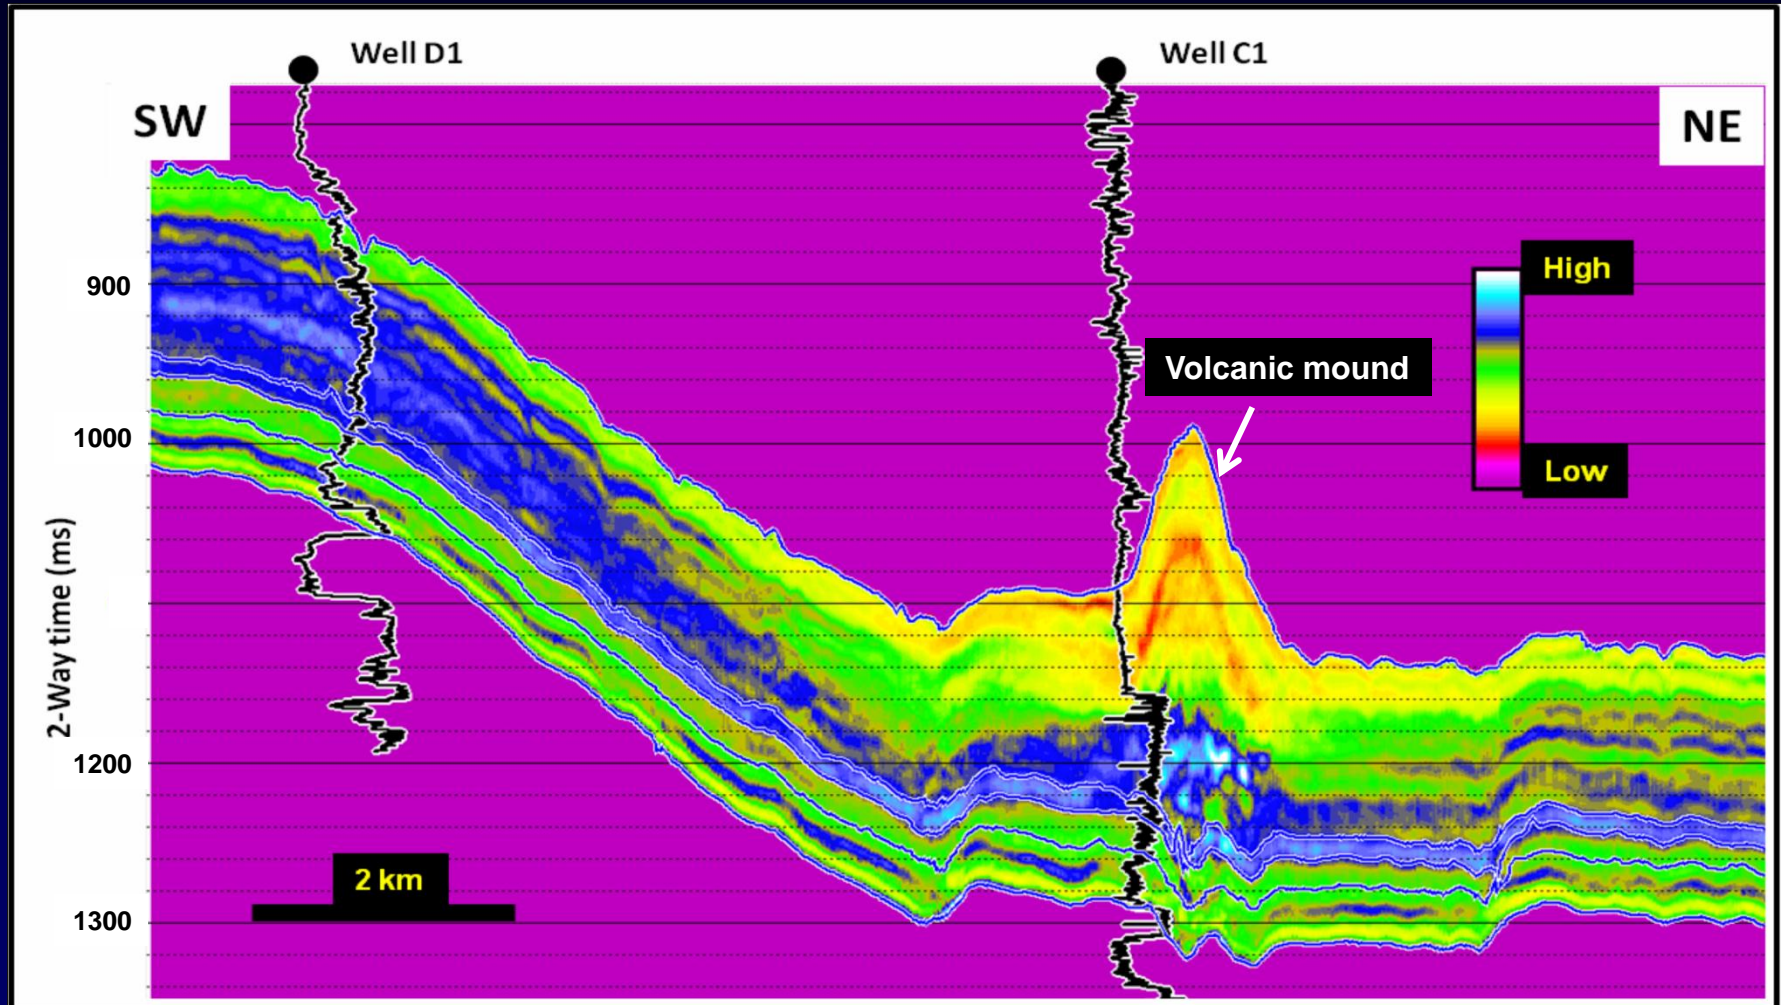 Well D1
Well C1
SW
NE
High
900
Volcanic mound
1000
Low
2-Way time (ms)
1200
2 km
1300